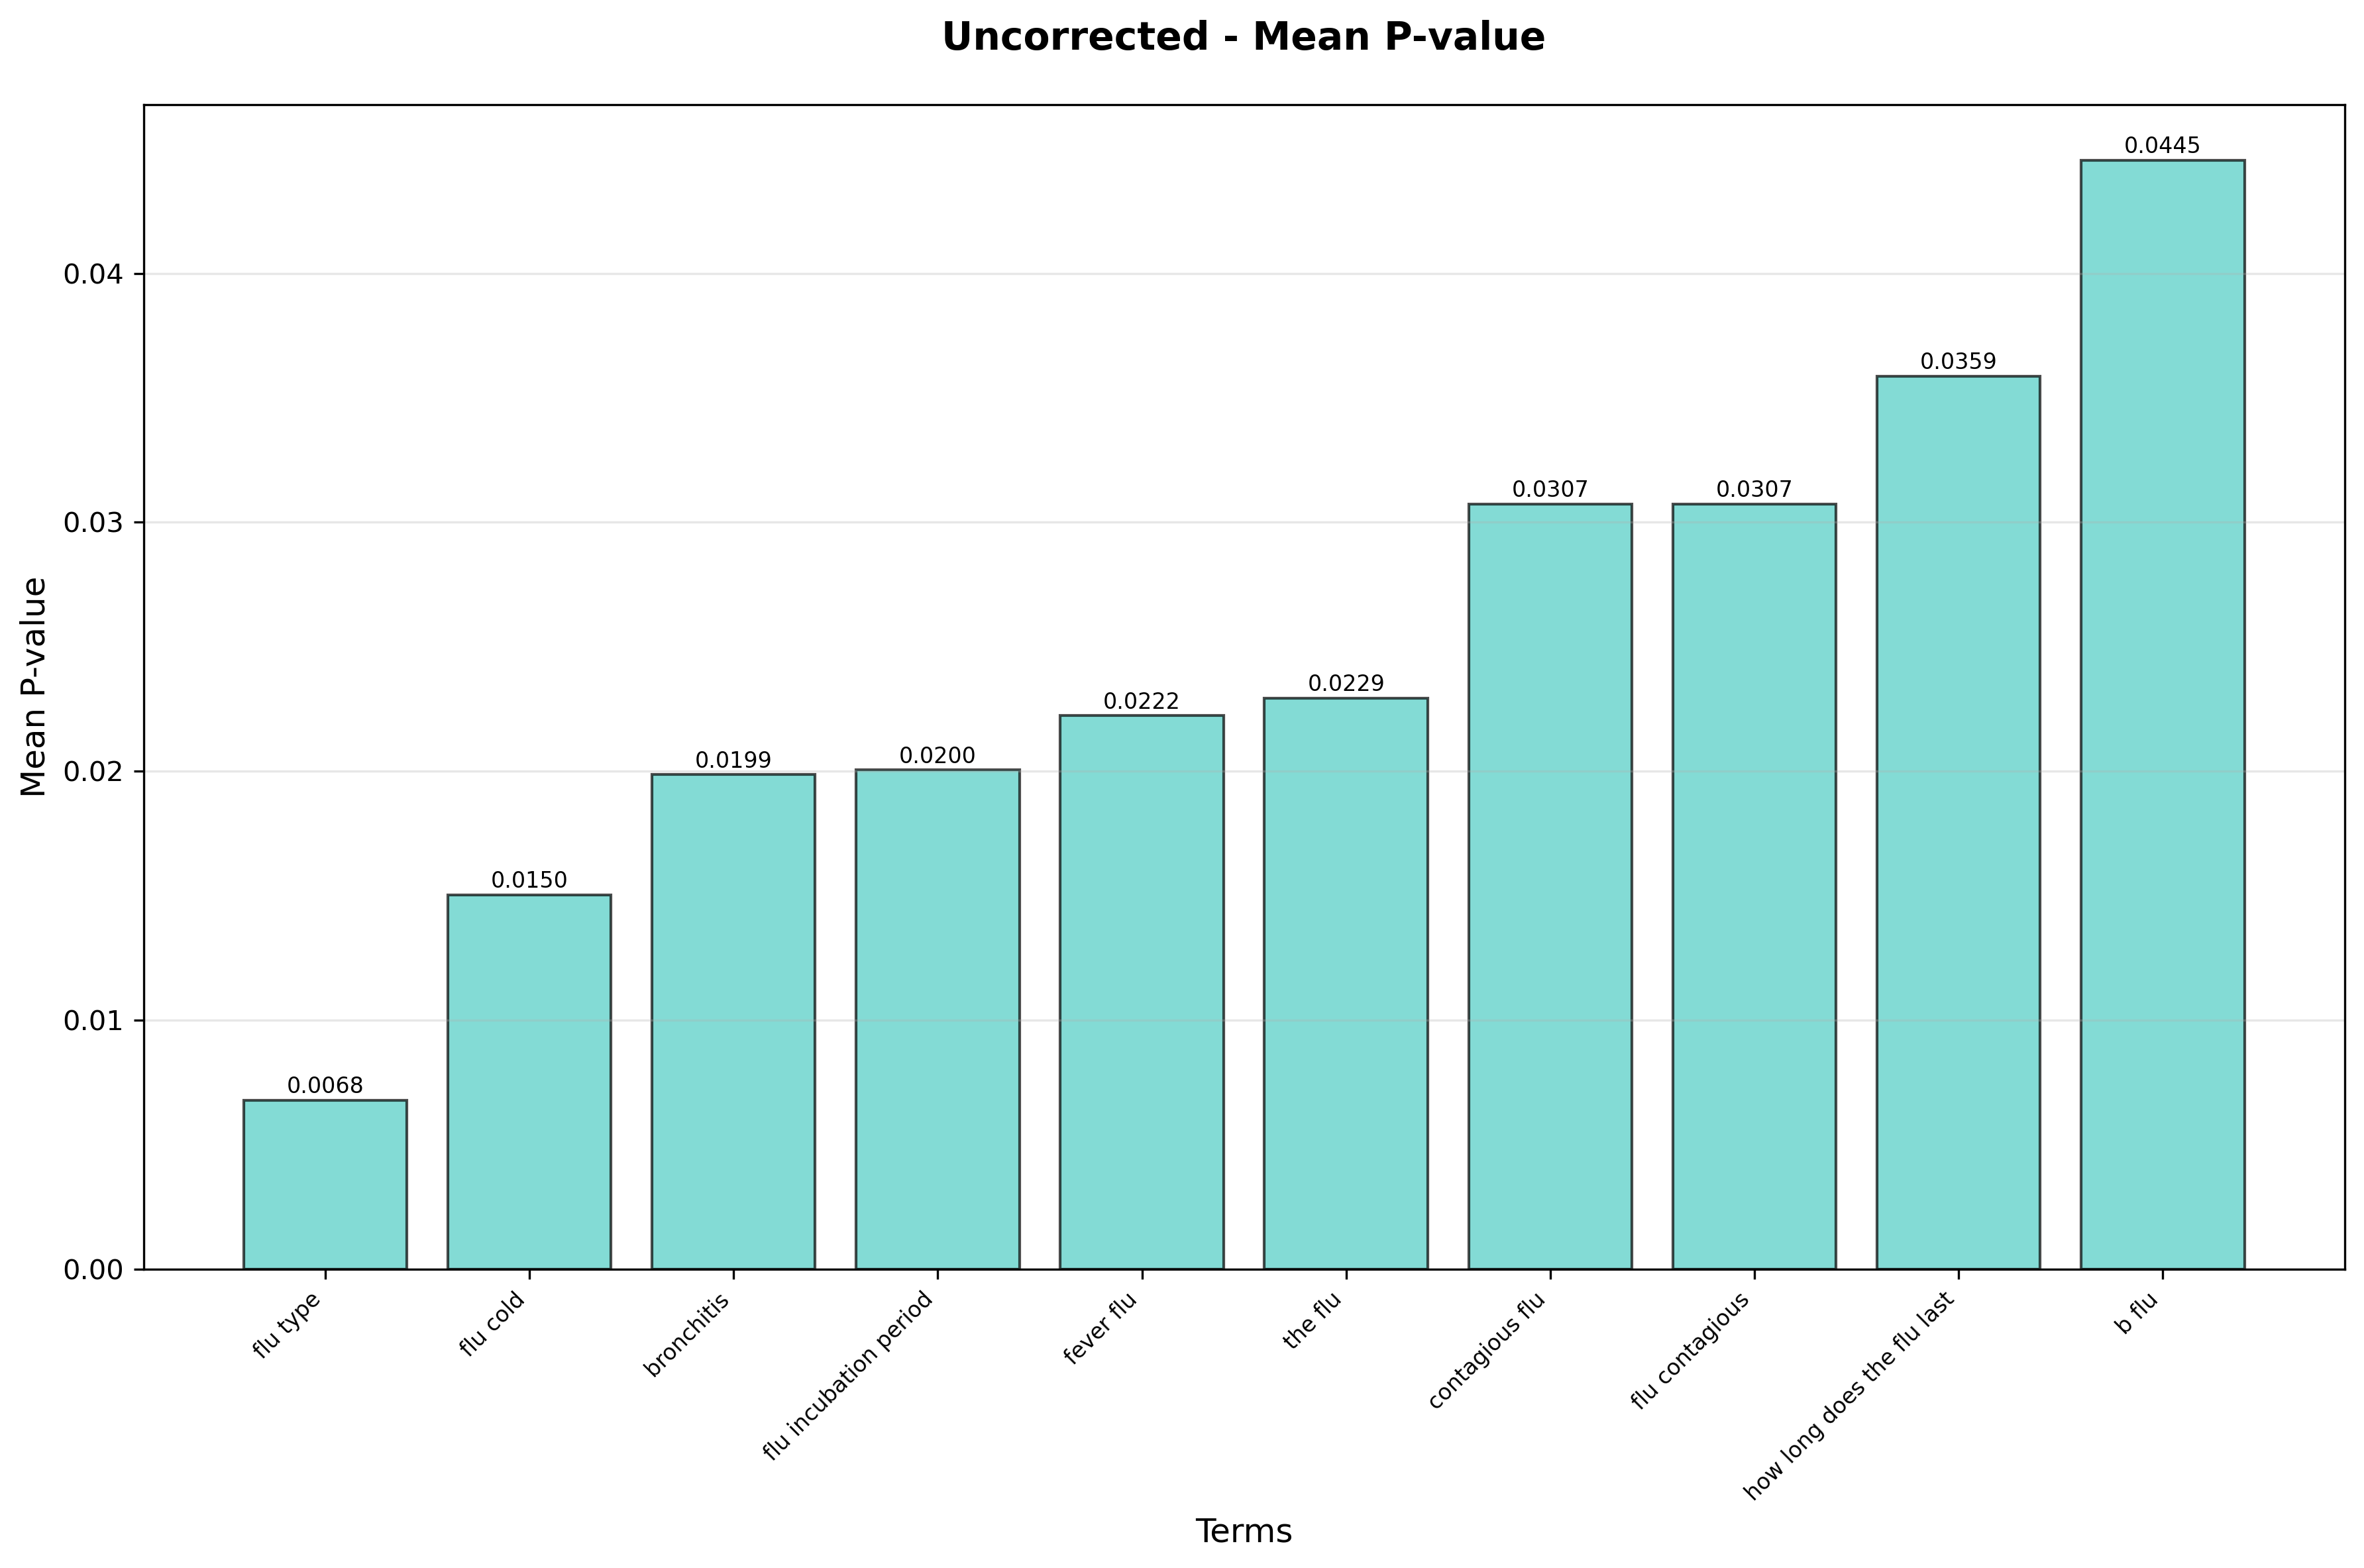 Uncorrected - Mean P-value
Mean P-value
0.04
0.03
0.02
0.01
0.00
0.0068
0.0150
0.0199
0.0200
0.0222
0.0229
0.0307
0.0307
0.0359
0.0445
flu type
flu cold
bronchitis
flu incubation period
fever flu
the flu
contagious flu
flu contagious
how long does the flu last
b flu
Terms